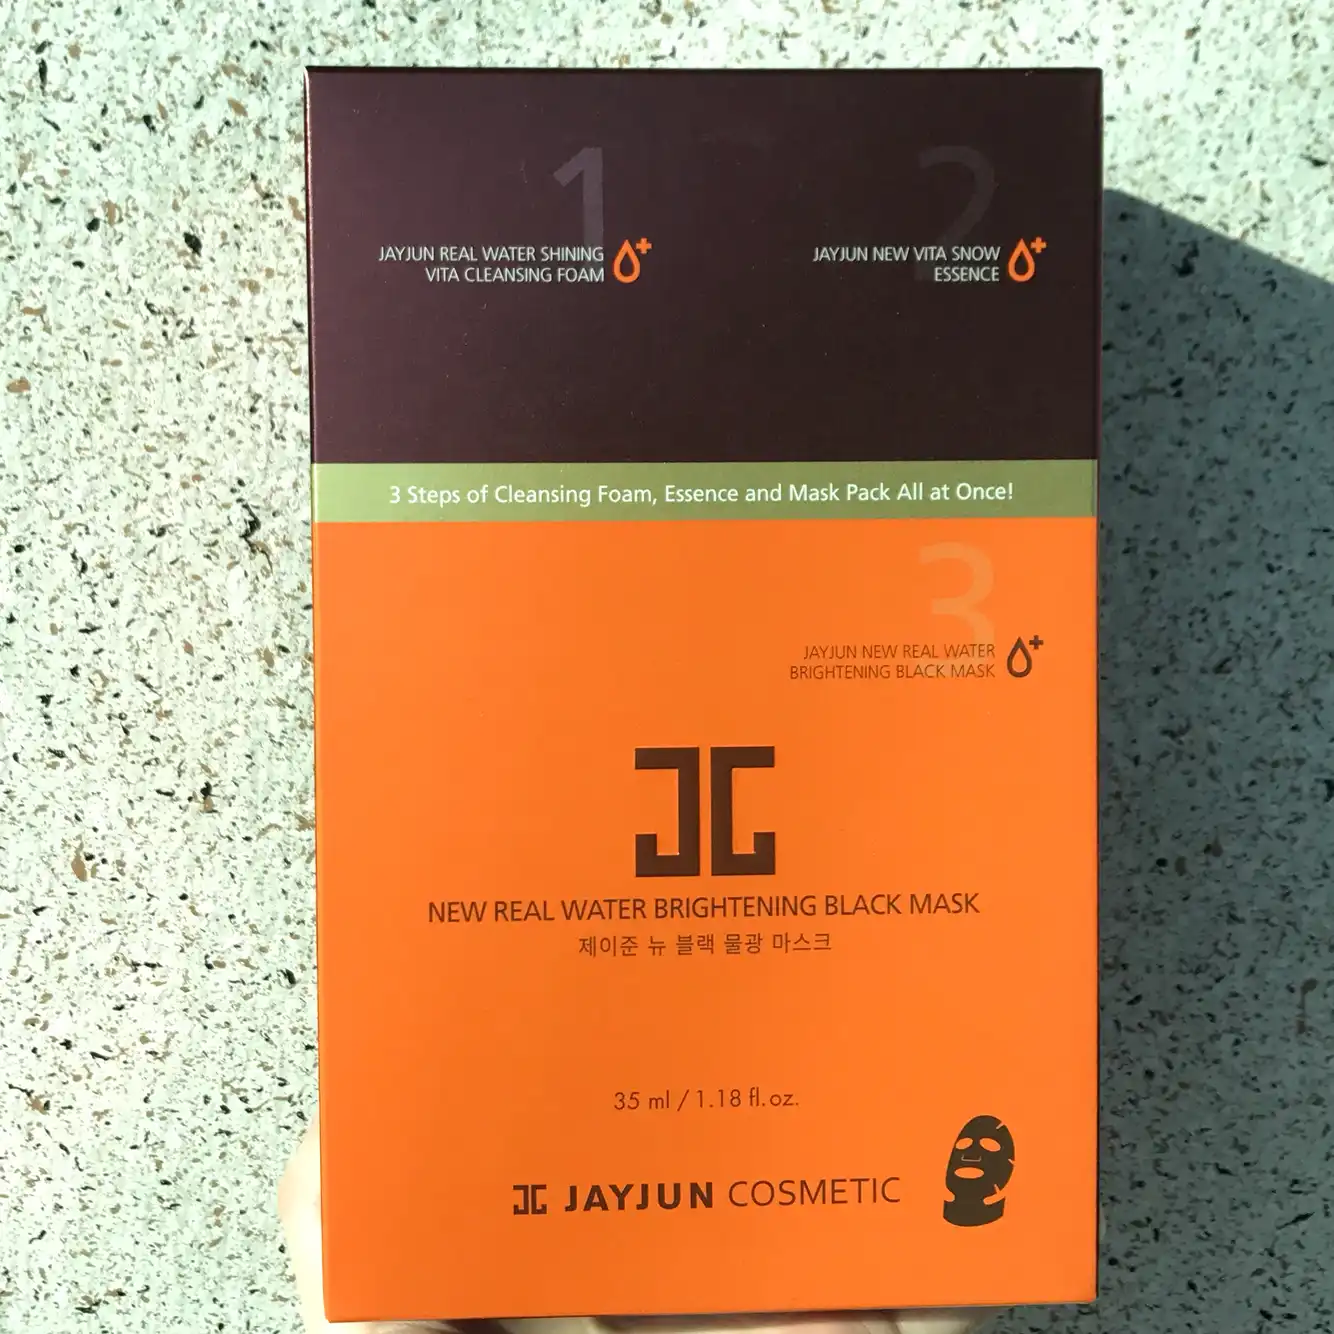 1
JAYJUN REAL WATER SHINING
VITA CLEANSING FOAM
2
JAYJUN NEW VITA SNOW
ESSENCE
3 Steps of Cleansing Foam, Essence and Mask Pack All at Once!
3
JAYJUN NEW REAL WATER
BRIGHTENING BLACK MASK
NEW REAL WATER BRIGHTENING BLACK MASK
제이준 뉴 블랙 물광 마스크
35 ml / 1.18 fl.oz.
JAYJUN COSMETIC